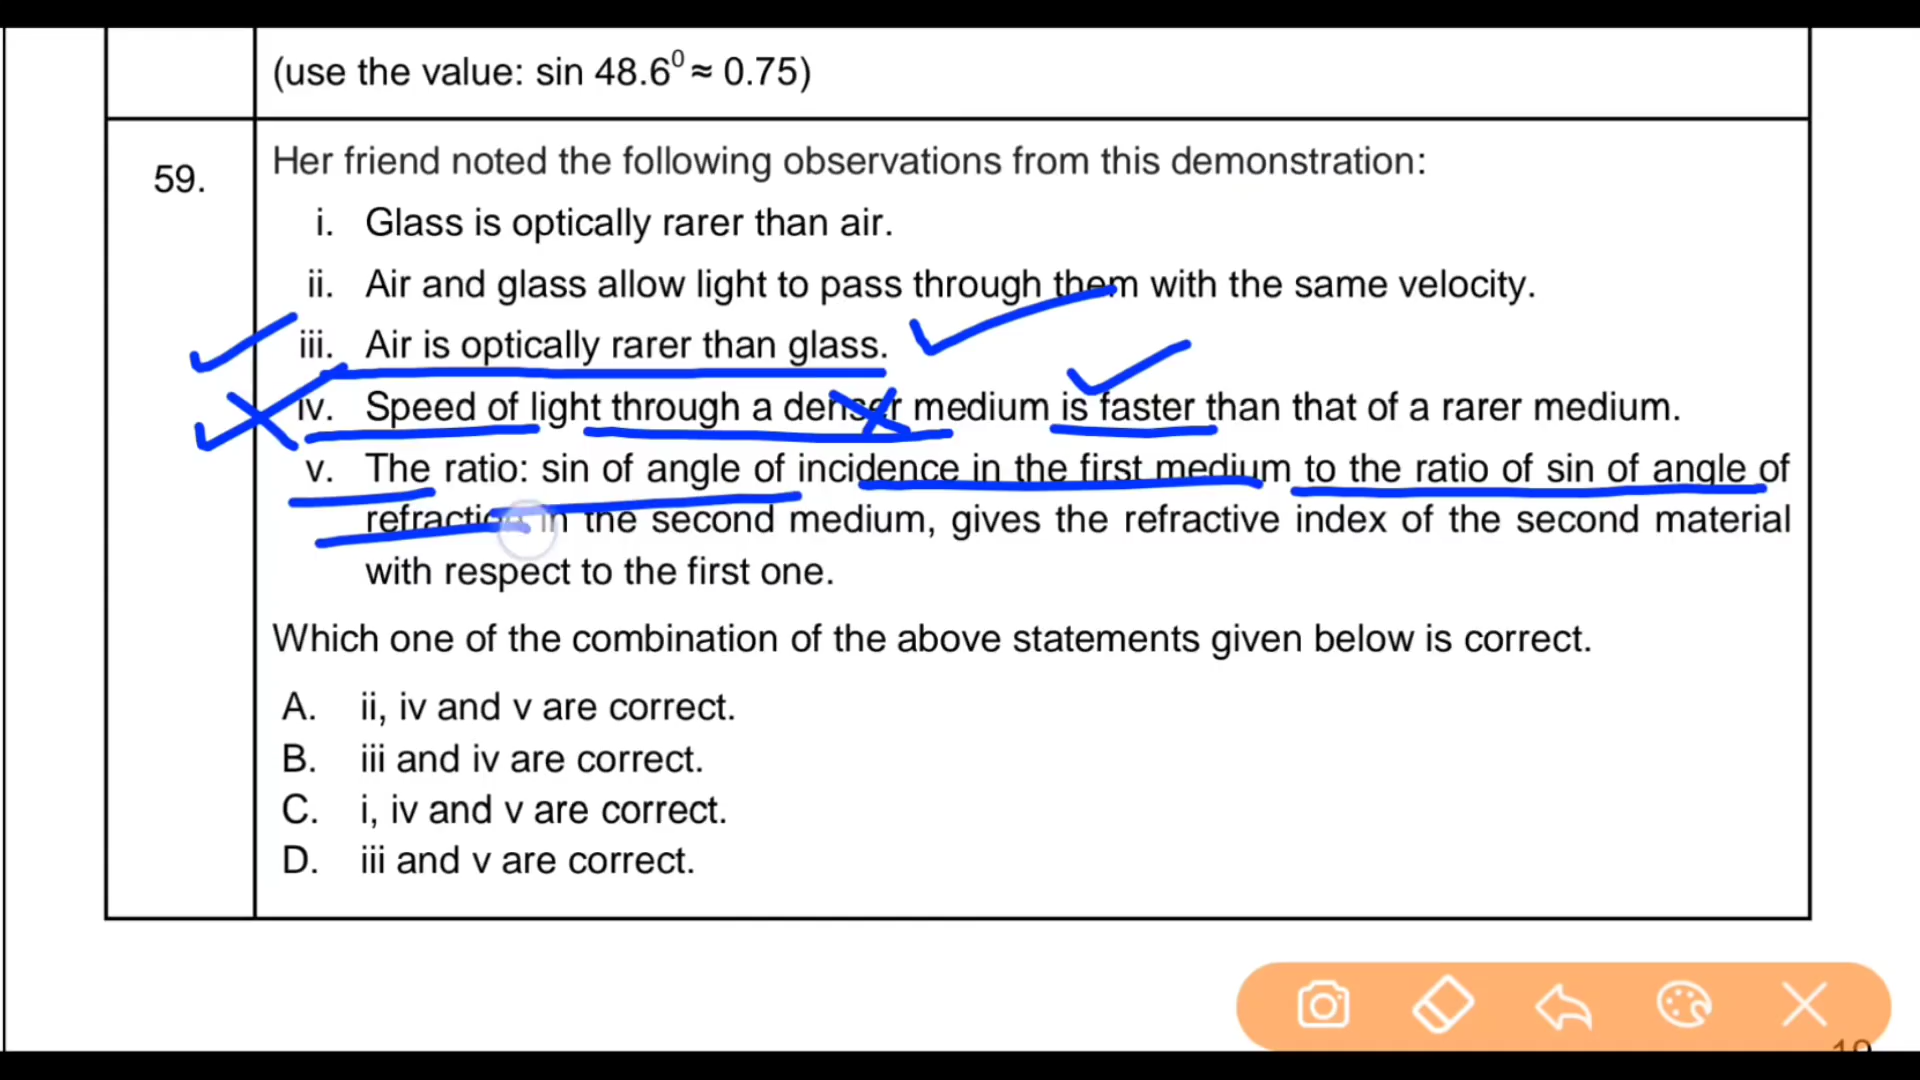 (use the value: sin 48.6⁰ ≈ 0.75)
59.
Her friend noted the following observations from this demonstration:
i. Glass is optically rarer than air.
ii. Air and glass allow light to pass through them with the same velocity.
iii. Air is optically rarer than glass.
iv. Speed of light through a denser medium is faster than that of a rarer medium.
v. The ratio: sin of angle of incidence in the first medium to the ratio of sin of angle of
refraction in the second medium, gives the refractive index of the second material
with respect to the first one.
Which one of the combination of the above statements given below is correct.
A. ii, iv and v are correct.
B. iii and iv are correct.
C. i, iv and v are correct.
D. iii and v are correct.